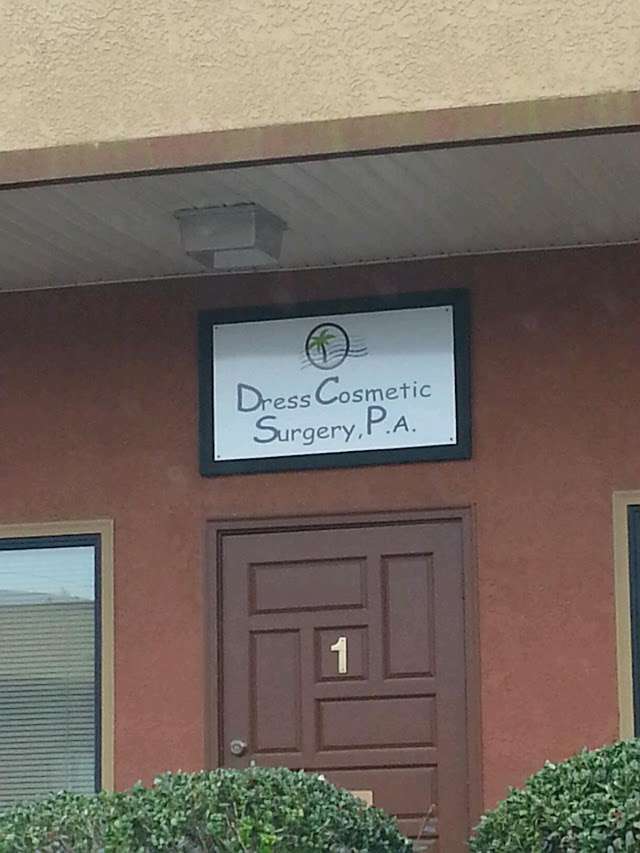 Dress Cosmetic
Surgery, P.A.
1